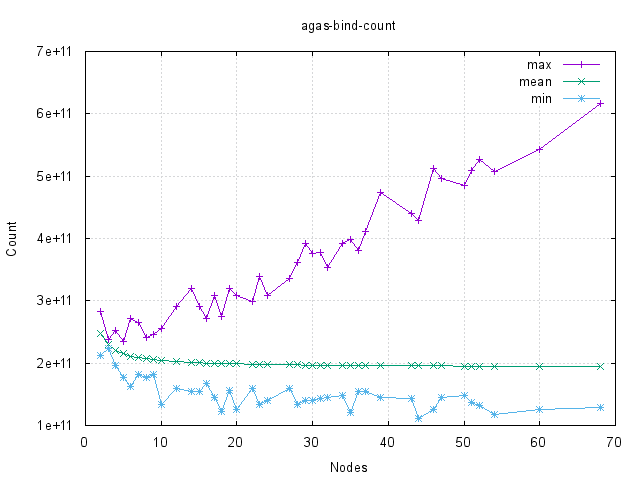 agas-bind-count
7e+11
6e+11
5e+11
4e+11
3e+11
2e+11
1e+11
Count
max
mean
min
0 10 20 30 40 50 60 70
Nodes